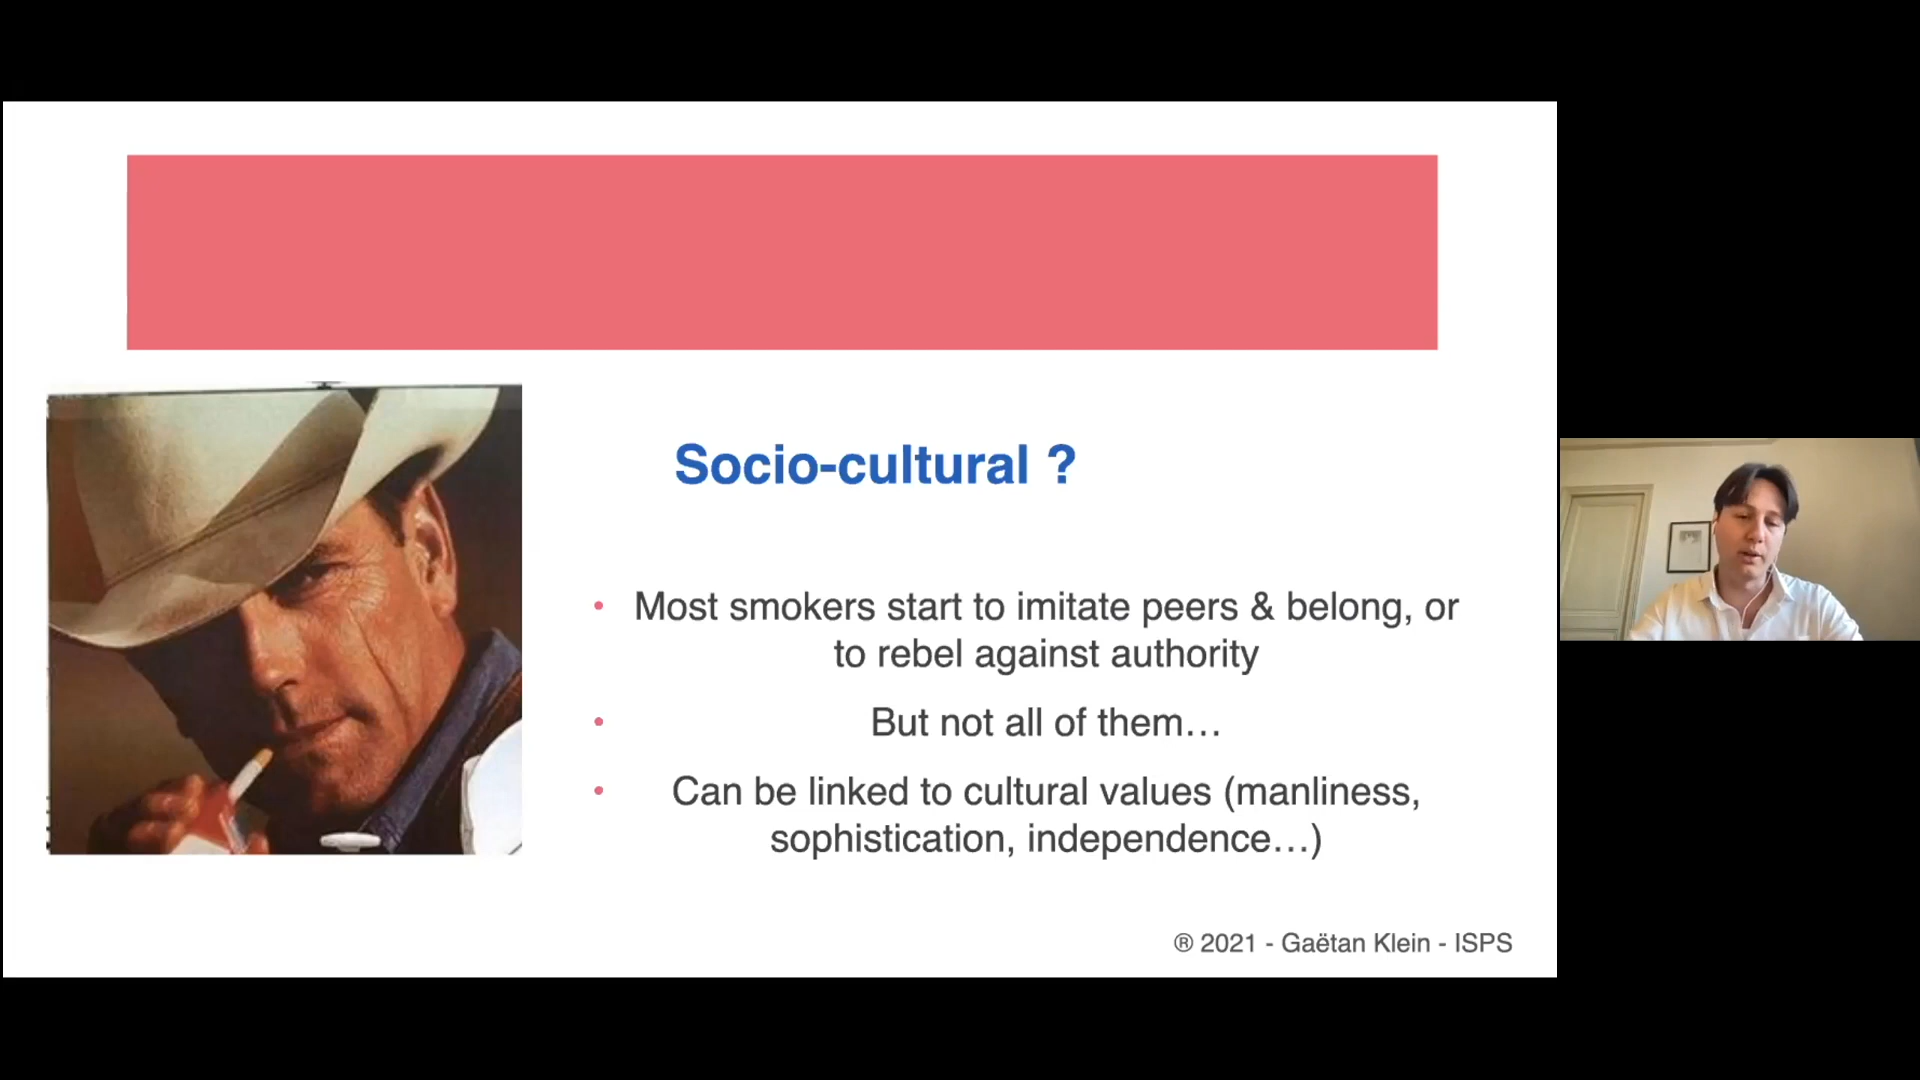 Socio-cultural ?
• Most smokers start to imitate peers & belong, or
to rebel against authority
• But not all of them…
• Can be linked to cultural values (manliness,
sophistication, independence…)
® 2021 - Gaëtan Klein - ISPS